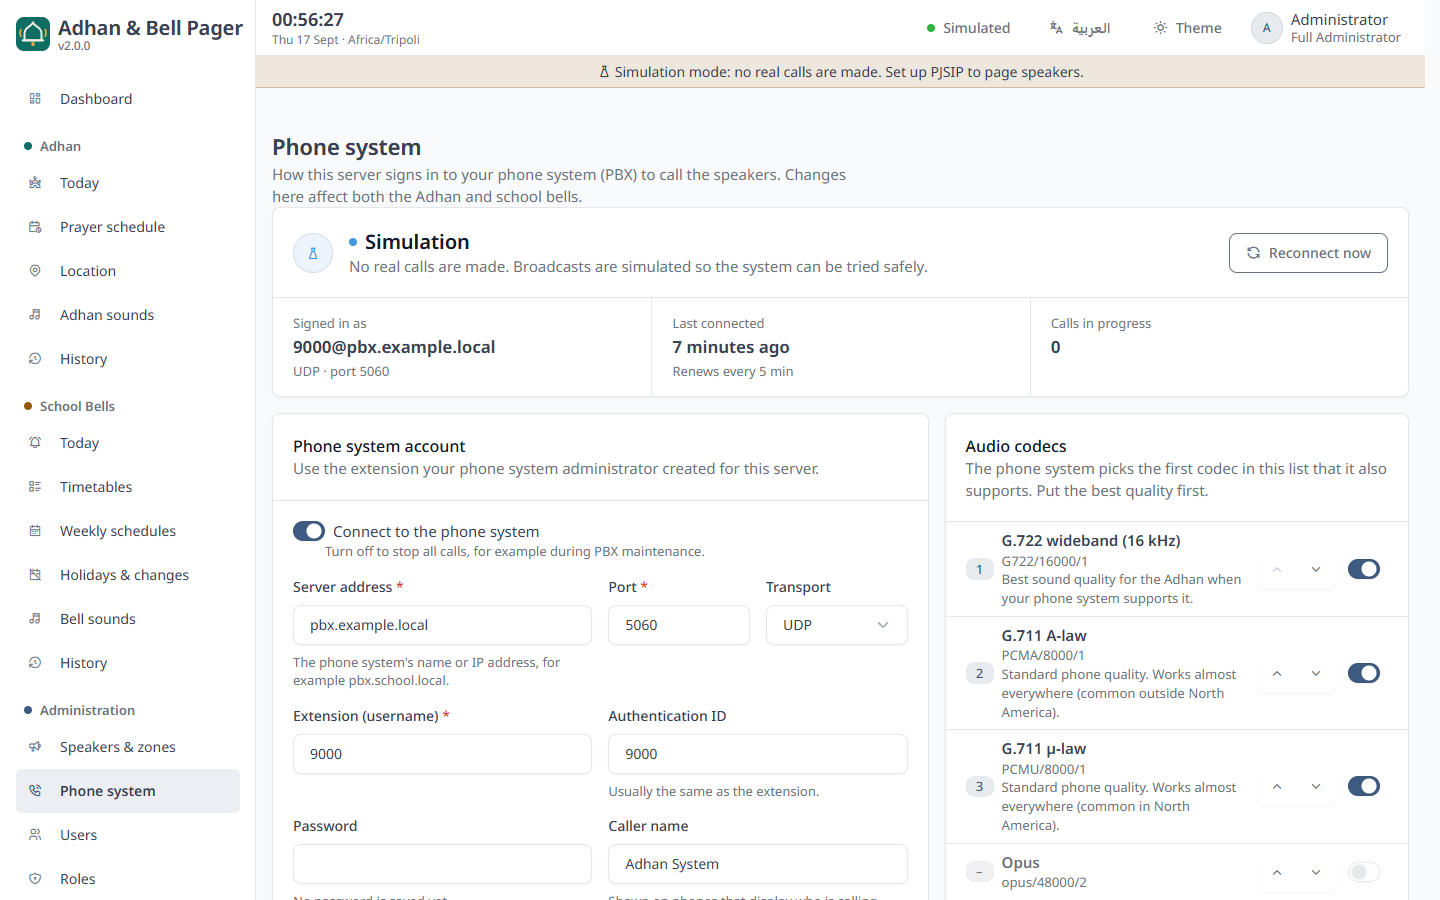 Adhan & Bell Pager
v2.0.0
Dashboard
Adhan
Today
Prayer schedule
Location
Adhan sounds
History
School Bells
Today
Timetables
Weekly schedules
Holidays & changes
Bell sounds
History
Administration
Speakers & zones
Phone system
Users
Roles
00:56:27
Thu 17 Sept · Africa/Tripoli
Simulated
العربية
Theme
A
Administrator
Full Administrator
Simulation mode: no real calls are made. Set up PJSIP to page speakers.
Phone system
How this server signs in to your phone system (PBX) to call the speakers. Changes
here affect both the Adhan and school bells.
Simulation
No real calls are made. Broadcasts are simulated so the system can be tried safely.
Reconnect now
Signed in as
9000@pbx.example.local
UDP · port 5060
Last connected
7 minutes ago
Renews every 5 min
Calls in progress
0
Phone system account
Use the extension your phone system administrator created for this server.
Connect to the phone system
Turn off to stop all calls, for example during PBX maintenance.
Server address *
pbx.example.local
The phone system's name or IP address, for
example pbx.school.local.
Port *
5060
Transport
UDP
Extension (username) *
9000
Authentication ID
9000
Usually the same as the extension.
Password
No password is saved yet
Caller name
Adhan System
Shown on phones that display who is calling
Audio codecs
The phone system picks the first codec in this list that it also
supports. Put the best quality first.
1
G.722 wideband (16 kHz)
G722/16000/1
Best sound quality for the Adhan when
your phone system supports it.
2
G.711 A-law
PCMA/8000/1
Standard phone quality. Works almost
everywhere (common outside North
America).
3
G.711 µ-law
PCMU/8000/1
Standard phone quality. Works almost
everywhere (common in North
America).
–
Opus
opus/48000/2